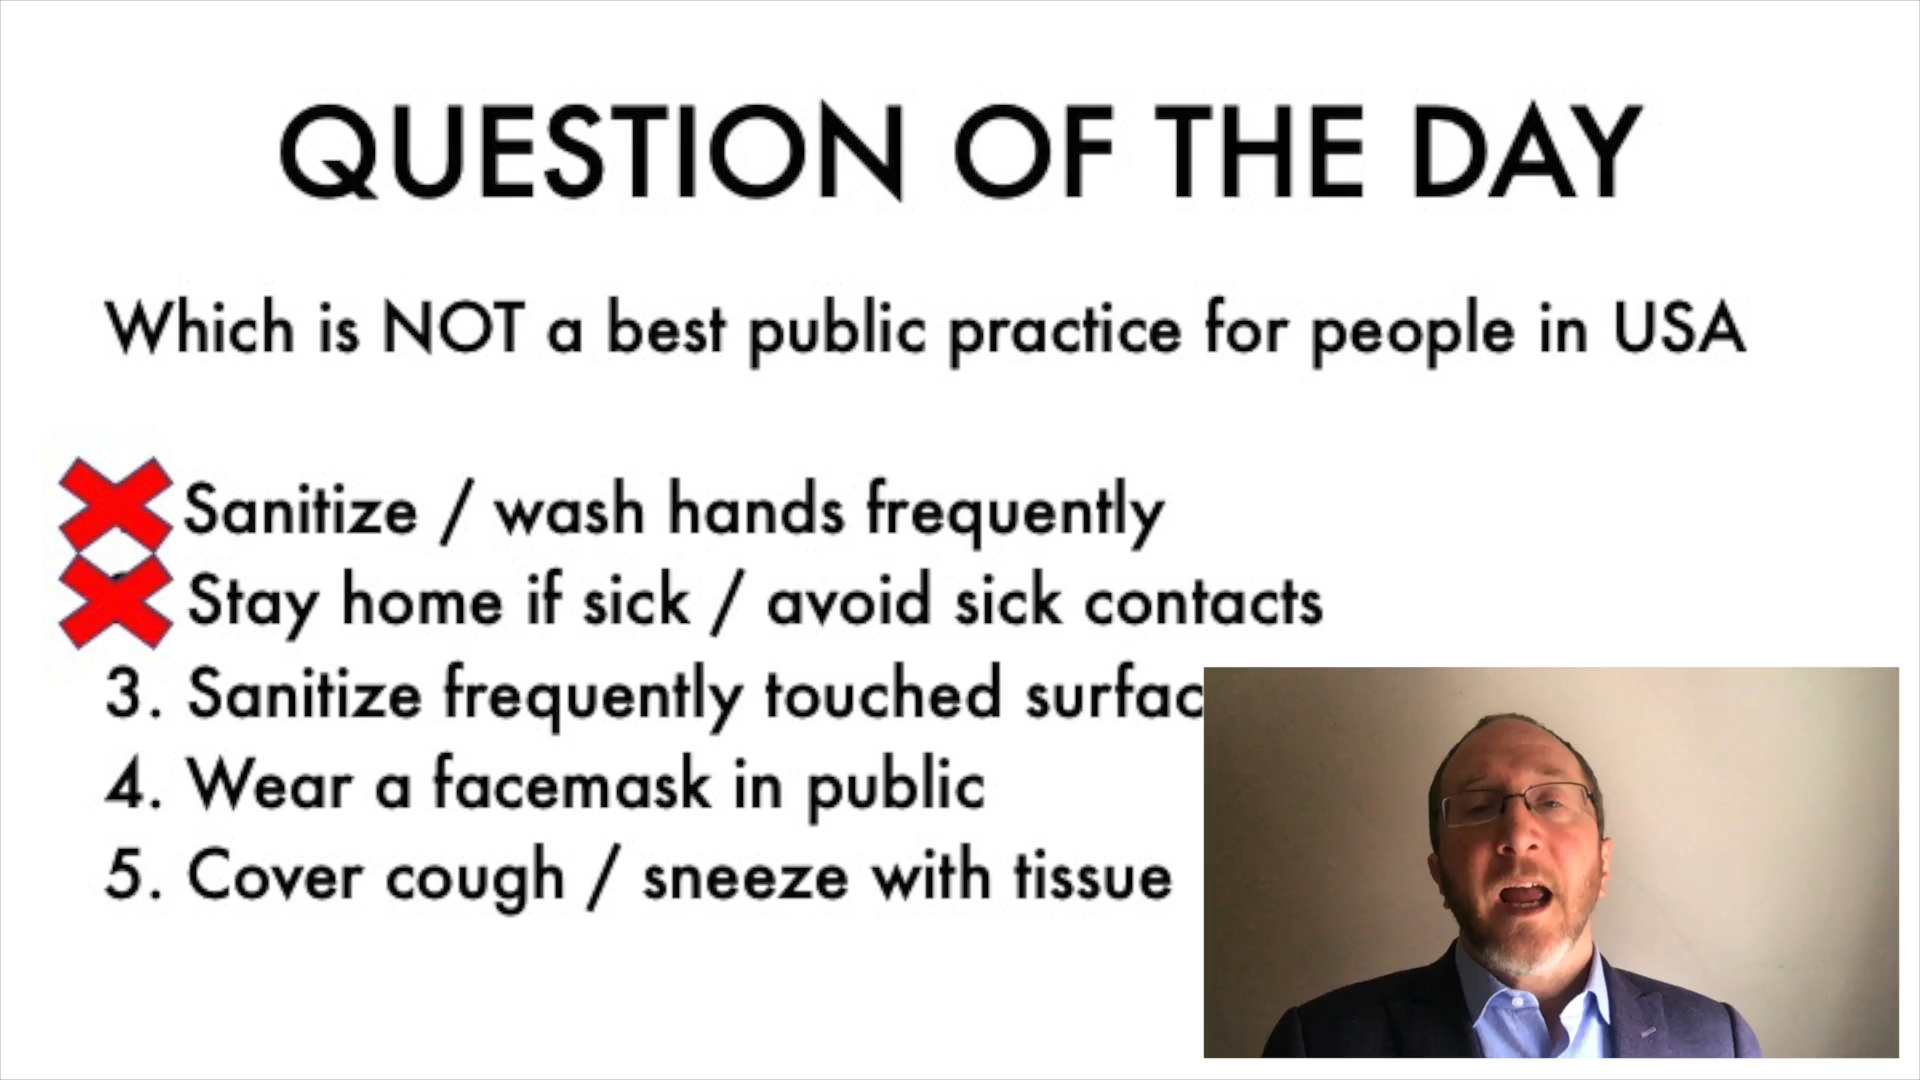 QUESTION OF THE DAY
Which is NOT a best public practice for people in USA
Sanitize / wash hands frequently
Stay home if sick / avoid sick contacts
3. Sanitize frequently touched
4. Wear a facemask in public
5. Cover cough / sneeze with tissue